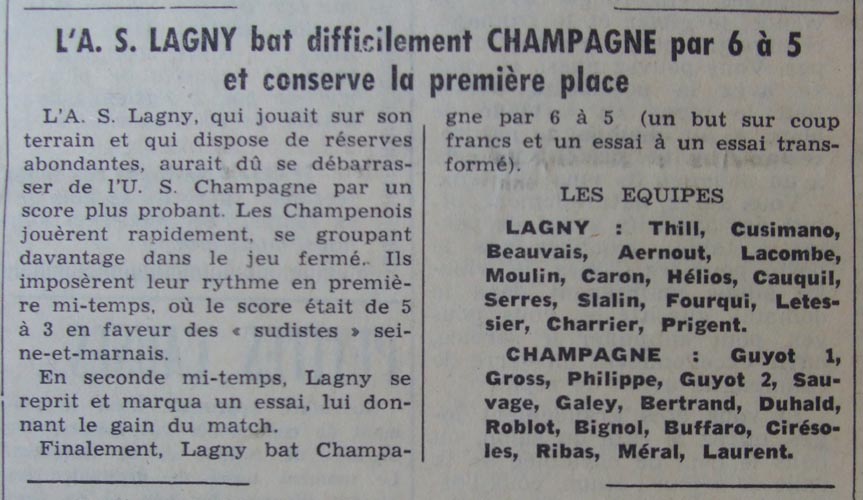 L'A. S. LAGNY bat difficilement CHAMPAGNE par 6 à 5
et conserve la première place
L'A. S. Lagny, qui jouait sur son
terrain et qui dispose de réserves
abondantes, aurait dû se débarras-
ser de l'U. S. Champagne par un
score plus probant. Les Champenois
jouèrent rapidement, se groupant
davantage dans le jeu fermé. Ils
imposèrent leur rythme en premiè-
re mi-temps, où le score était de 5
à 3 en faveur des « sudistes » sei-
ne-et-marnais.
En seconde mi-temps, Lagny se
reprit et marqua un essai, lui don-
nant le gain du match.
Finalement, Lagny bat Champa-
gne par 6 à 5 (un but sur coup
francs et un essai à un essai trans-
formé).
LES EQUIPES
LAGNY : Thill, Cusimano,
Beauvais, Aernout, Lacombe,
Moulin, Caron, Hélios, Cauquil,
Serres, Slalin, Fourqui, Letes-
sier, Charrier, Prigent.
CHAMPAGNE : Guyot 1,
Gross, Philippe, Guyot 2, Sau-
vage, Galey, Bertrand, Duhald,
Roblot, Bignol, Buffaro, Ciréso-
les, Ribas, Méral, Laurent.